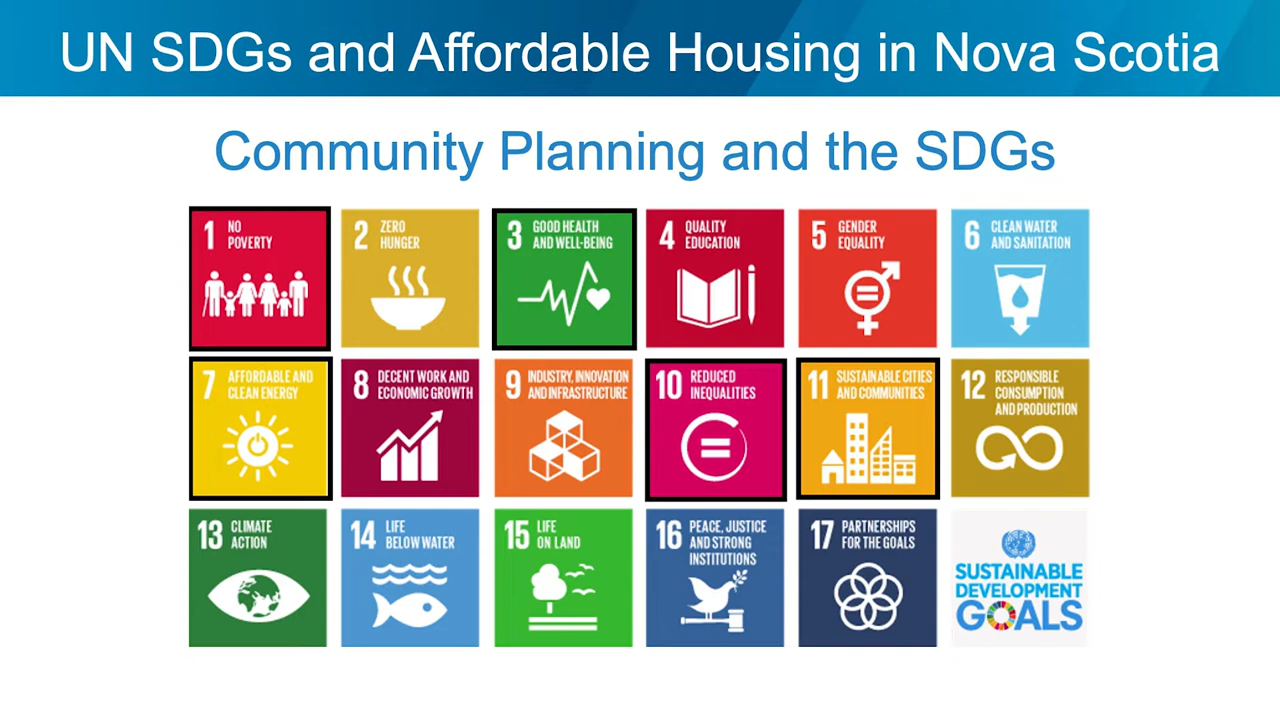 UN SDGs and Affordable Housing in Nova Scotia
Community Planning and the SDGs
1 NO
POVERTY
2 ZERO
HUNGER
3 GOOD HEALTH
AND WELL-BEING
4 QUALITY
EDUCATION
5 GENDER
EQUALITY
6 CLEAN WATER
AND SANITATION
7 AFFORDABLE AND
CLEAN ENERGY
8 DECENT WORK AND
ECONOMIC GROWTH
9 INDUSTRY, INNOVATION
AND INFRASTRUCTURE
10 REDUCED
INEQUALITIES
11 SUSTAINABLE CITIES
AND COMMUNITIES
12 RESPONSIBLE
CONSUMPTION
AND PRODUCTION
13 CLIMATE
ACTION
14 LIFE
BELOW WATER
15 LIFE
ON LAND
16 PEACE, JUSTICE
AND STRONG
INSTITUTIONS
17 PARTNERSHIPS
FOR THE GOALS
SUSTAINABLE
DEVELOPMENT
GOALS